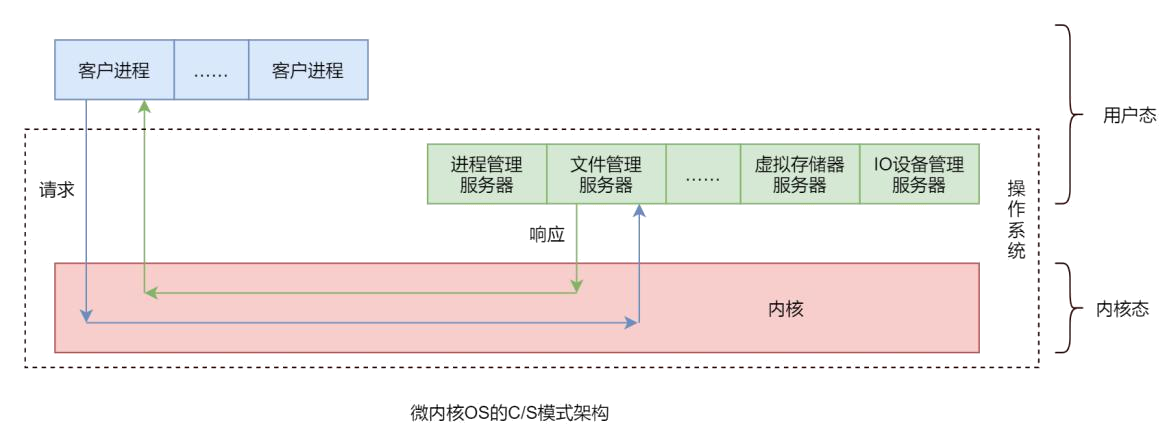 客户进程
……
客户进程
用户态
请求
进程管理
服务器
文件管理
服务器
……
虚拟存储器
服务器
IO设备管理
服务器
操作系统
响应
内核
内核态
微内核OS的C/S模式架构